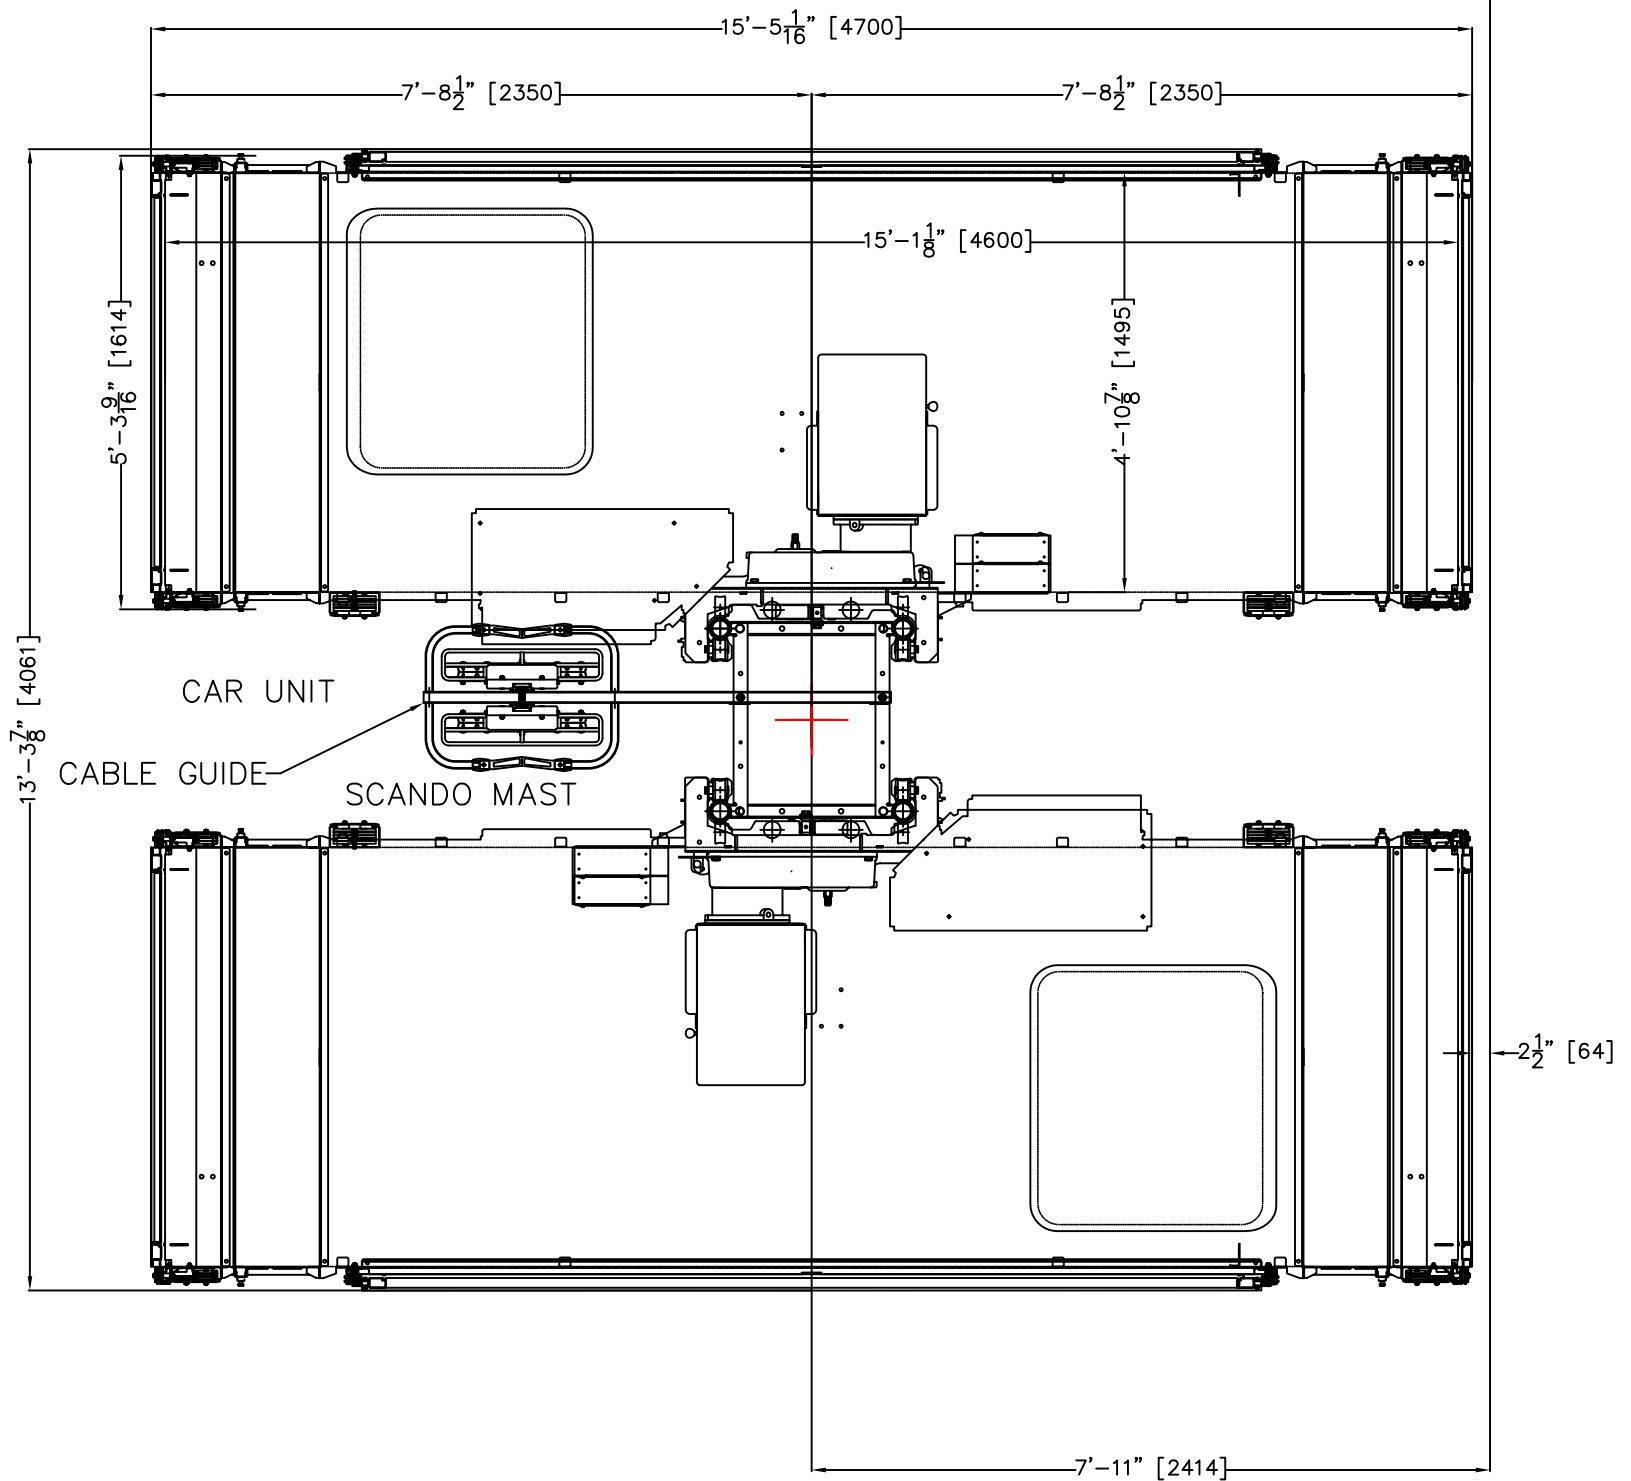 15'-5 1/16" [4700]
7'-8 1/2" [2350]
7'-8 1/2" [2350]
15'-1 1/8" [4600]
5'-3 9/16" [1614]
4'-10 7/8" [1495]
13'-3 7/8" [4061]
CAR UNIT
CABLE GUIDE
SCANDO MAST
2 1/2" [64]
7'-11" [2414]